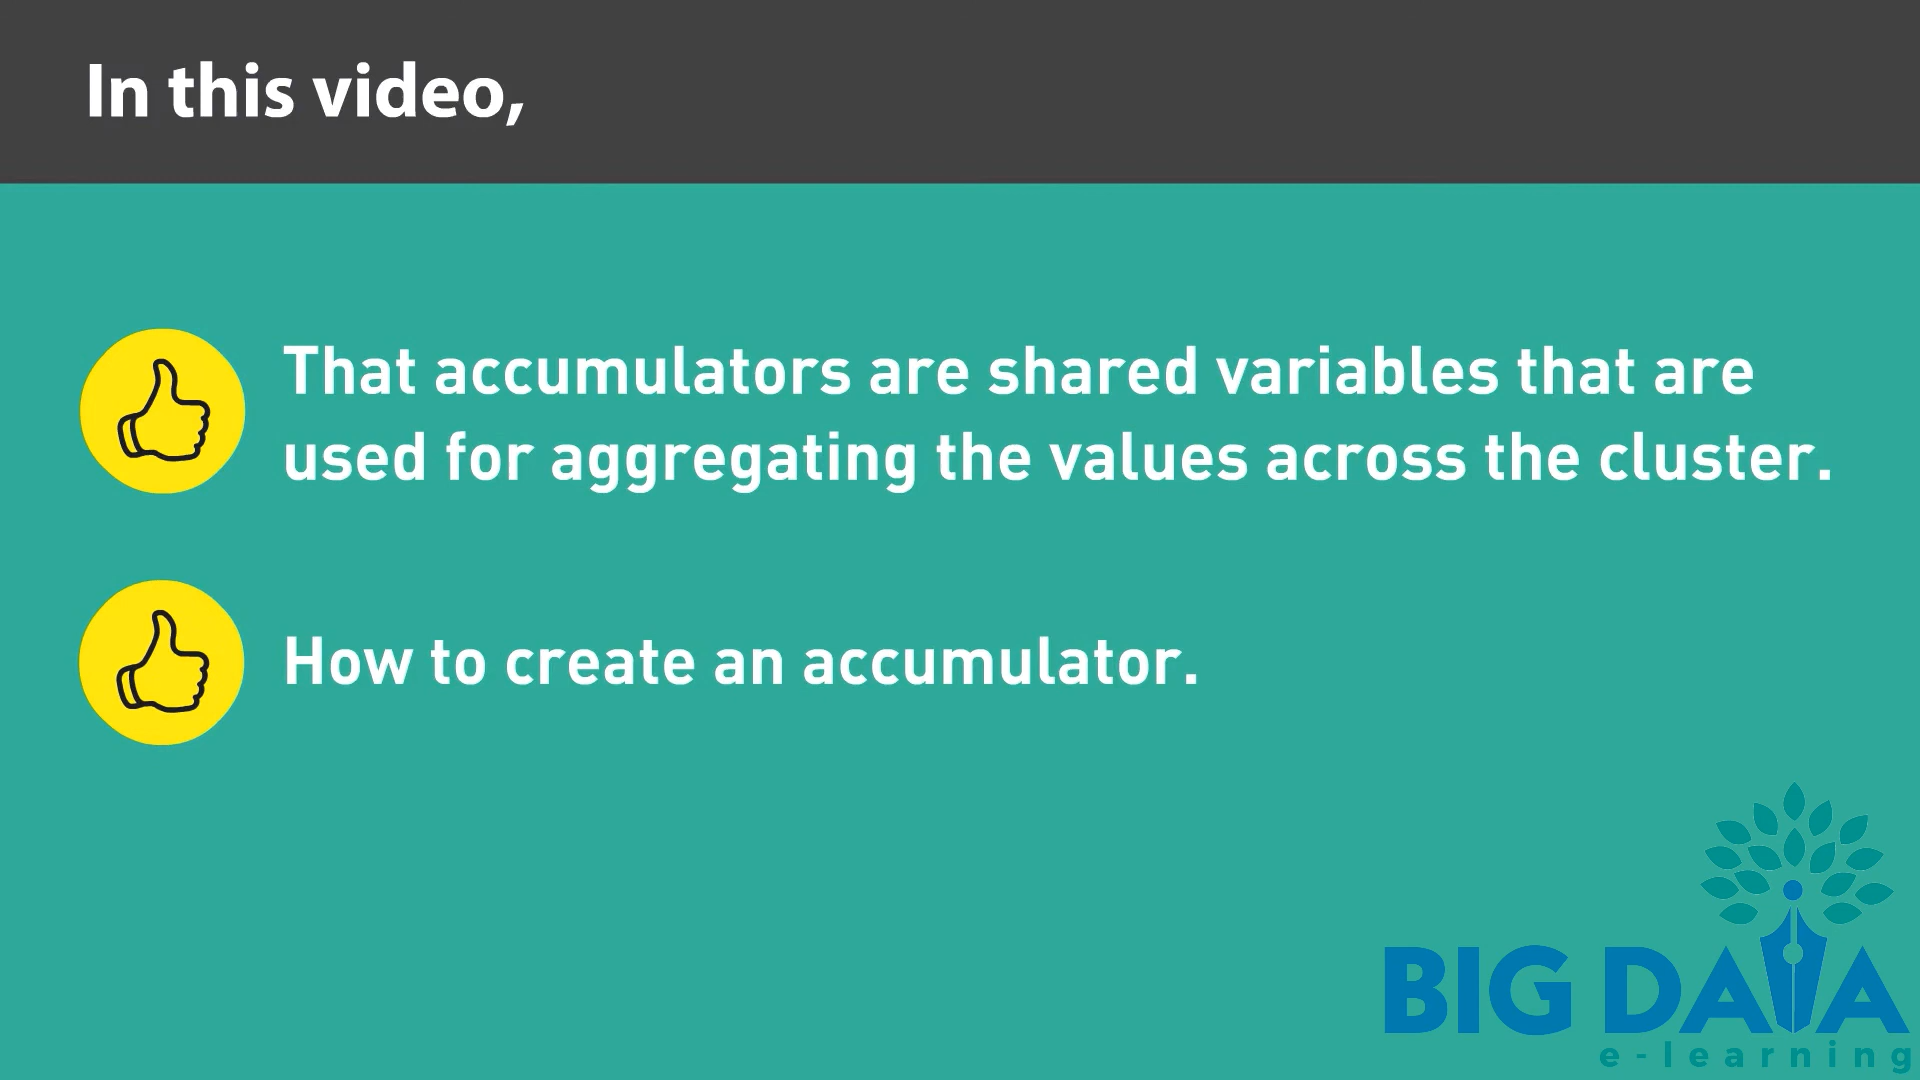 In this video,
That accumulators are shared variables that are
used for aggregating the values across the cluster.
How to create an accumulator.
BIG DATA
e-learning